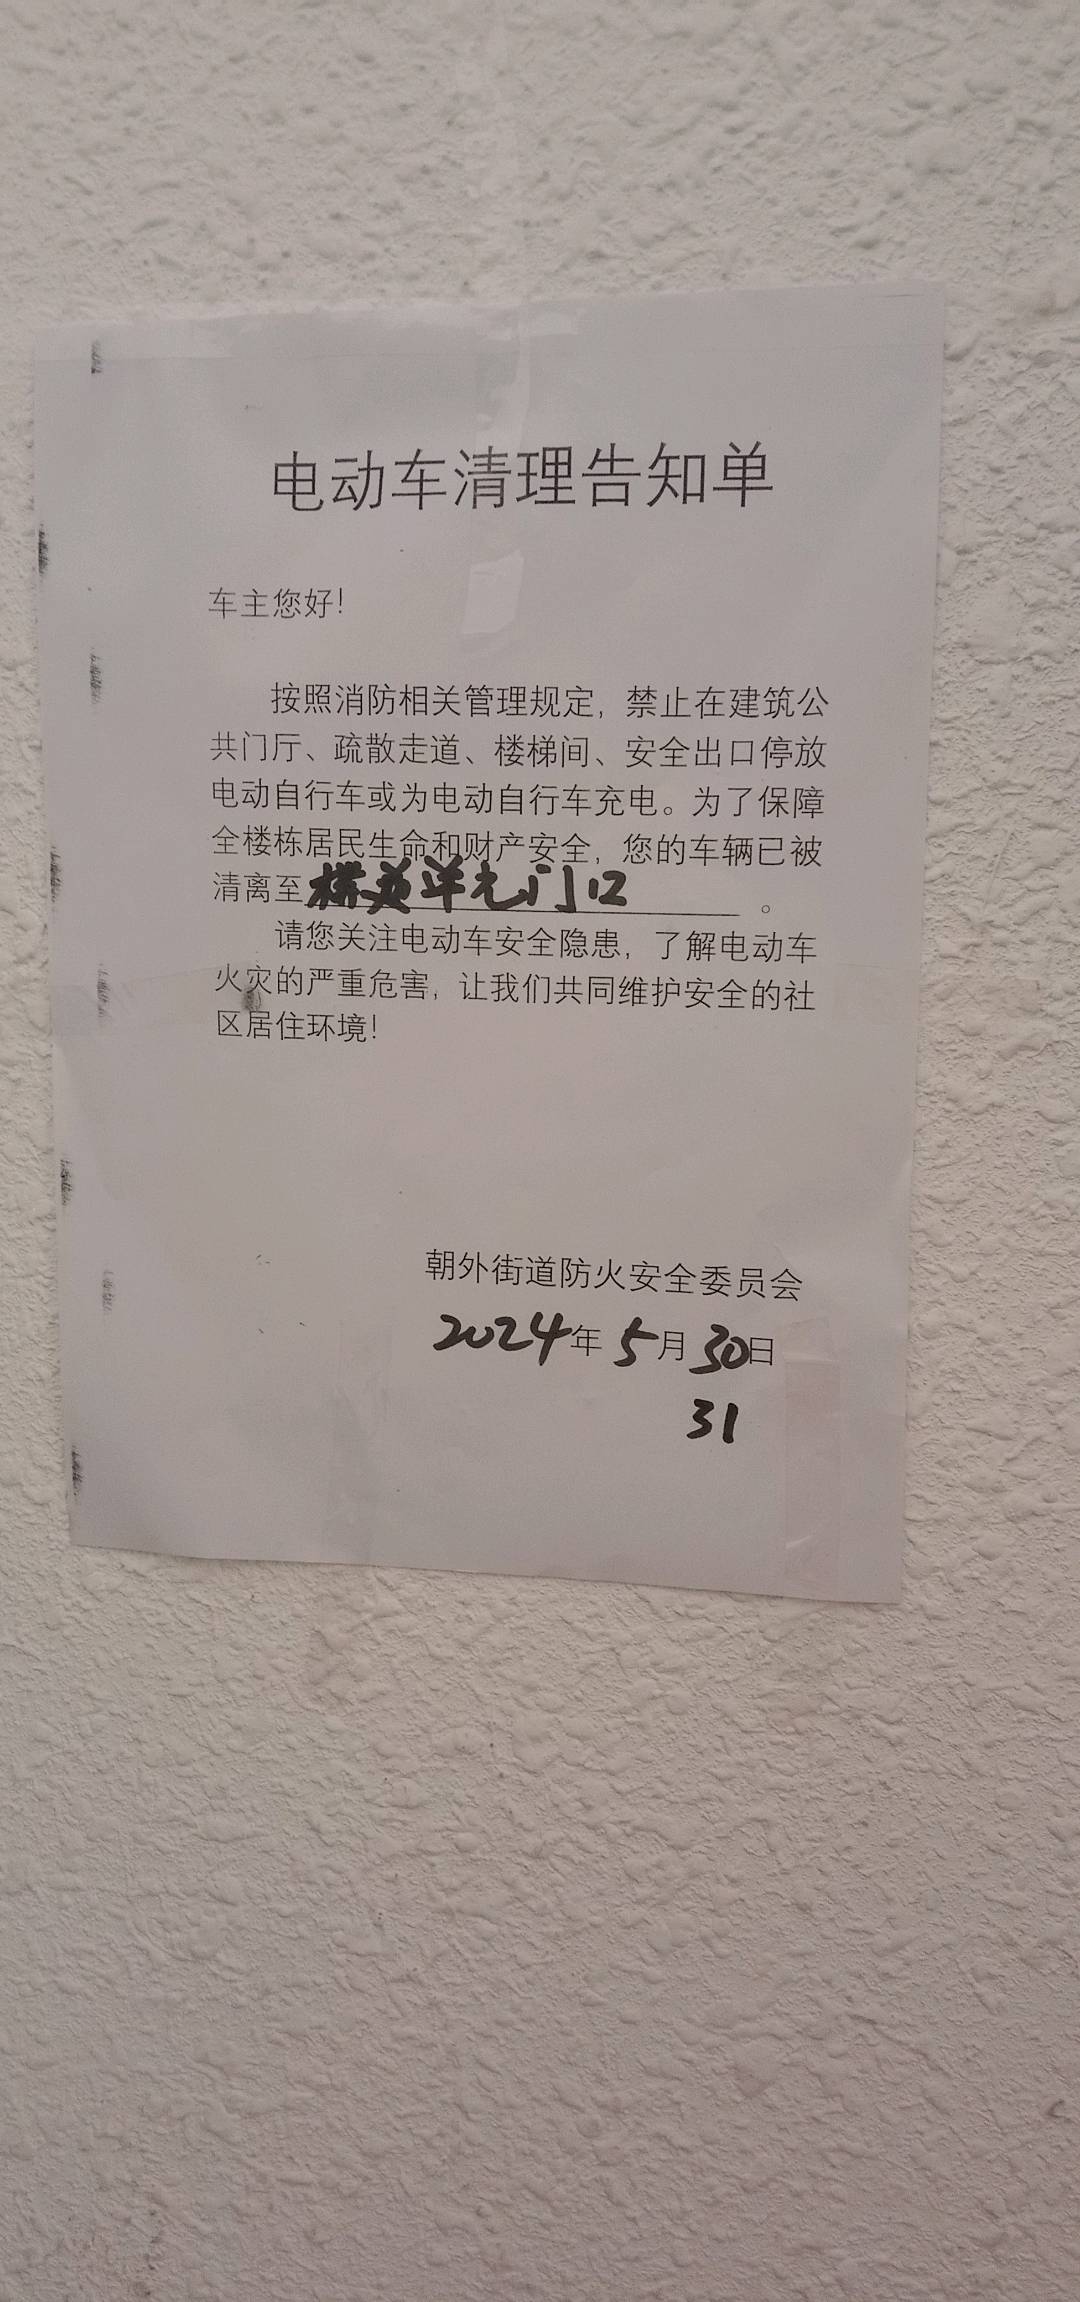 电动车清理告知单
车主您好！
按照消防相关管理规定，禁止在建筑公
共门厅、疏散走道、楼梯间、安全出口停放
电动自行车或为电动自行车充电。为了保障
全楼栋居民生命和财产安全，您的车辆已被
清离至 门口 。
请您关注电动车安全隐患，了解电动车
火灾的严重危害，让我们共同维护安全的社
区居住环境！
朝外街道防火安全委员会
2024年5月30日
31